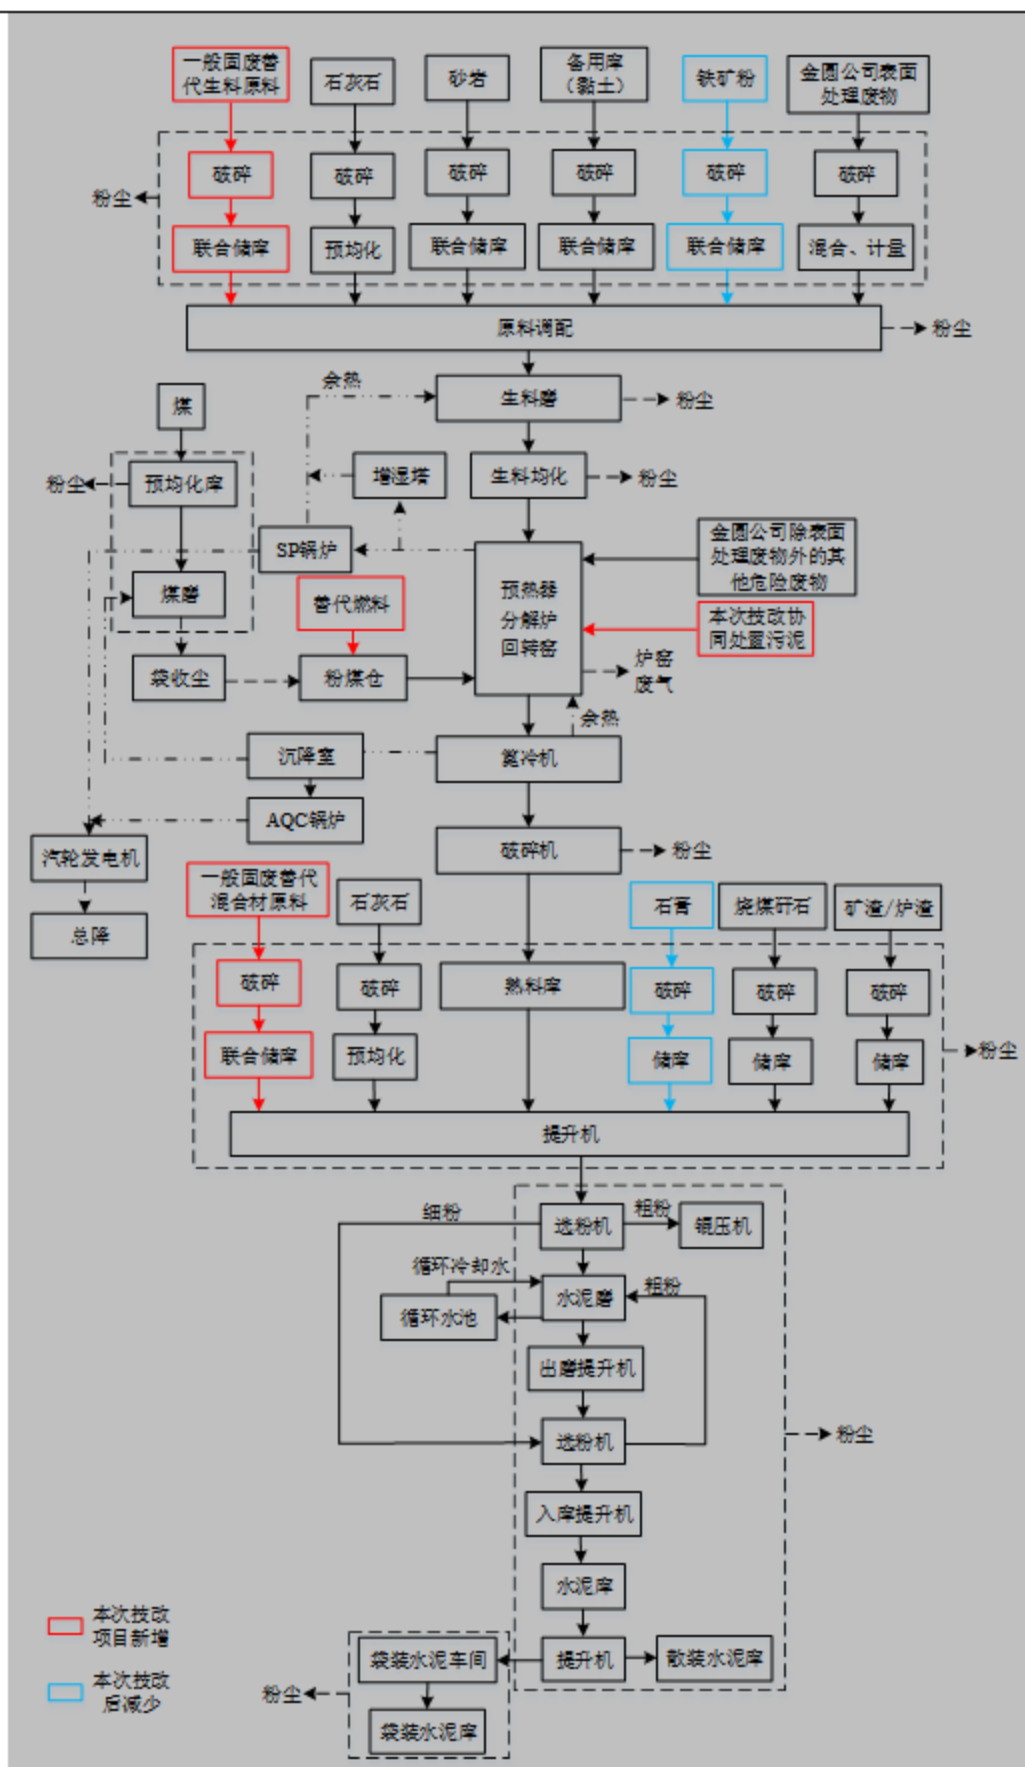 一般固废替
代生料原料
石灰石
砂岩
备用库
（黏土）
铁矿粉
金圆公司表面
处理废物
破碎
破碎
破碎
破碎
破碎
破碎
粉尘
联合储库
预均化
联合储库
联合储库
联合储库
混合、计量
原料调配
粉尘
余热
生料磨
粉尘
煤
粉尘
预均化库
增湿塔
生料均化
粉尘
SP锅炉
金圆公司除表面
处理废物外的其
他危险废物
预热器
分解炉
回转窑
煤磨
替代燃料
本次技改协
同处置污泥
袋收尘
粉煤仓
炉窑
废气
余热
沉降室
篦冷机
AQC锅炉
汽轮发电机
破碎机
粉尘
总降
一般固废替代
混合材原料
石灰石
石膏
烧煤矸石
矿渣/炉渣
破碎
破碎
熟料库
破碎
破碎
破碎
联合储库
预均化
储库
储库
储库
粉尘
提升机
细粉
选粉机
粗粉
辊压机
循环冷却水
水泥磨
粗粉
循环水池
出磨提升机
选粉机
粉尘
入库提升机
水泥库
本次技改
项目新增
袋装水泥车间
提升机
散装水泥库
本次技改
后减少
粉尘
袋装水泥库